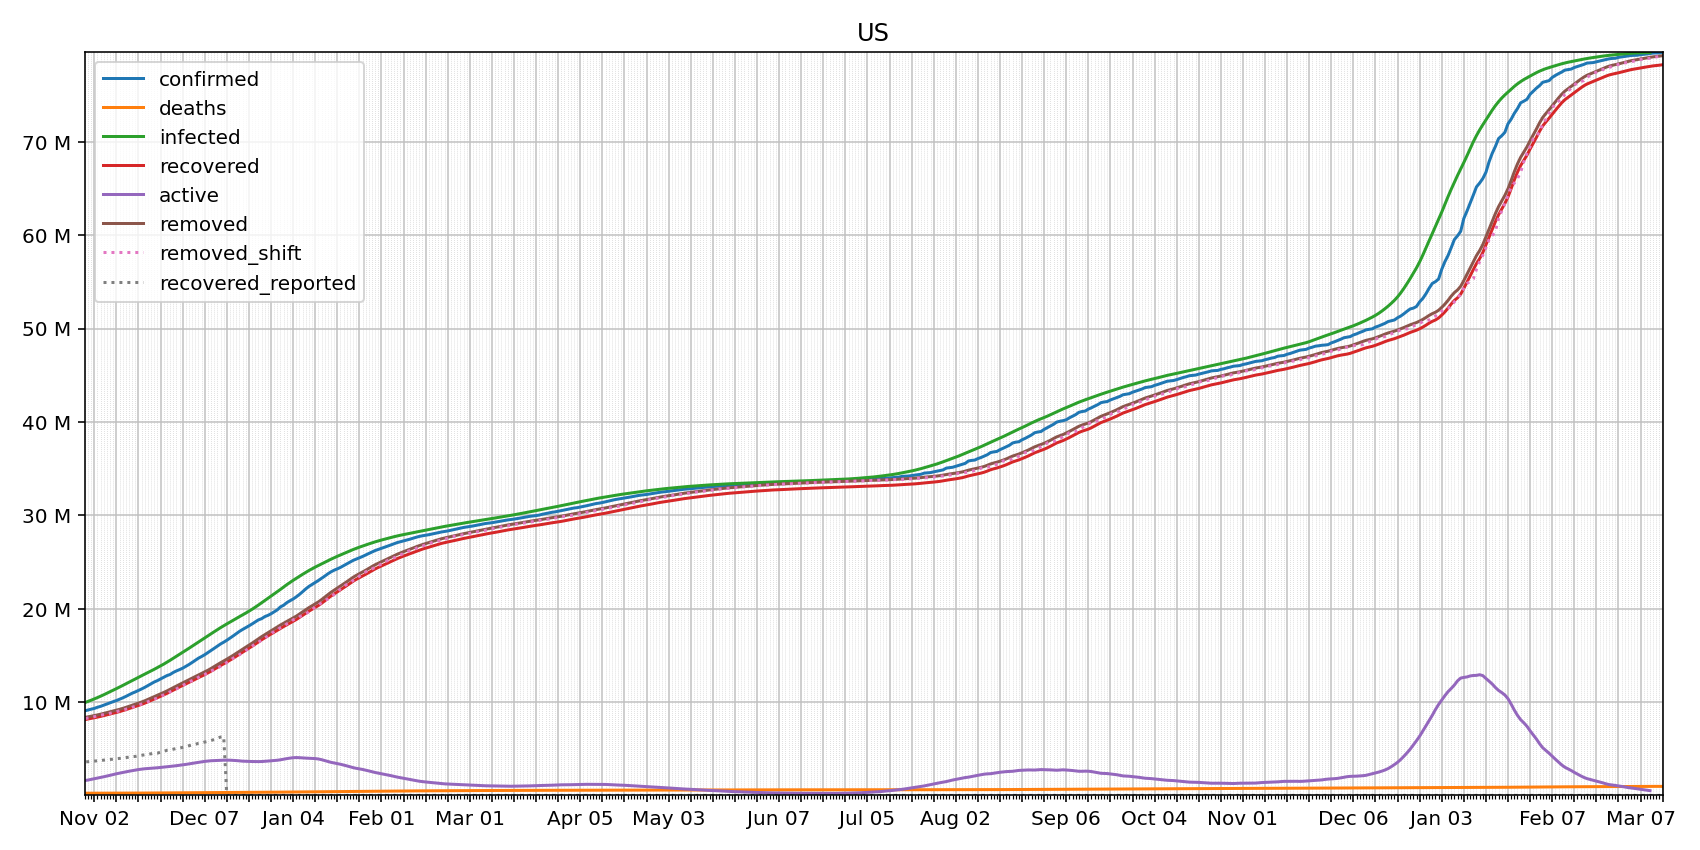 US
confirmed
deaths
infected
recovered
active
removed
removed_shift
recovered_reported
70 M
60 M
50 M
40 M
30 M
20 M
10 M
Nov 02 Dec 07 Jan 04 Feb 01 Mar 01 Apr 05 May 03 Jun 07 Jul 05 Aug 02 Sep 06 Oct 04 Nov 01 Dec 06 Jan 03 Feb 07 Mar 07